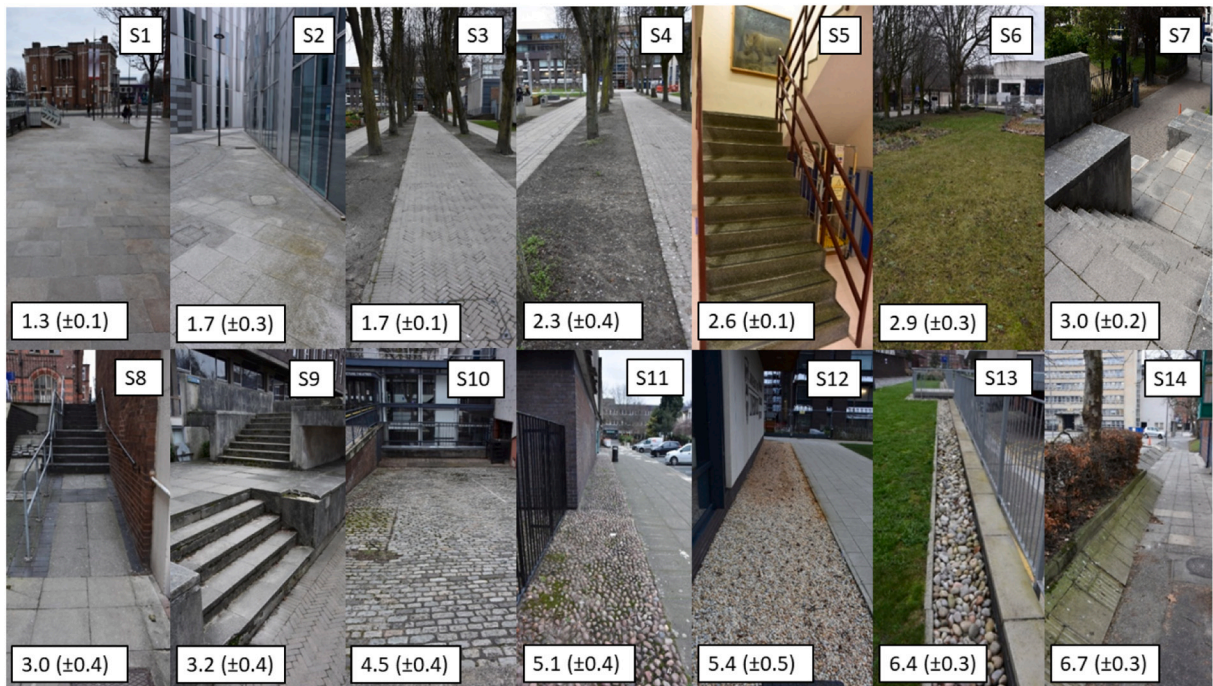 S1
S2
S3
S4
S5
S6
S7
1.3 (±0.1)
1.7 (±0.3)
1.7 (±0.1)
2.3 (±0.4)
2.6 (±0.1)
2.9 (±0.3)
3.0 (±0.2)
S8
S9
S10
S11
S12
S13
S14
3.0 (±0.4)
3.2 (±0.4)
4.5 (±0.4)
5.1 (±0.4)
5.4 (±0.5)
6.4 (±0.3)
6.7 (±0.3)